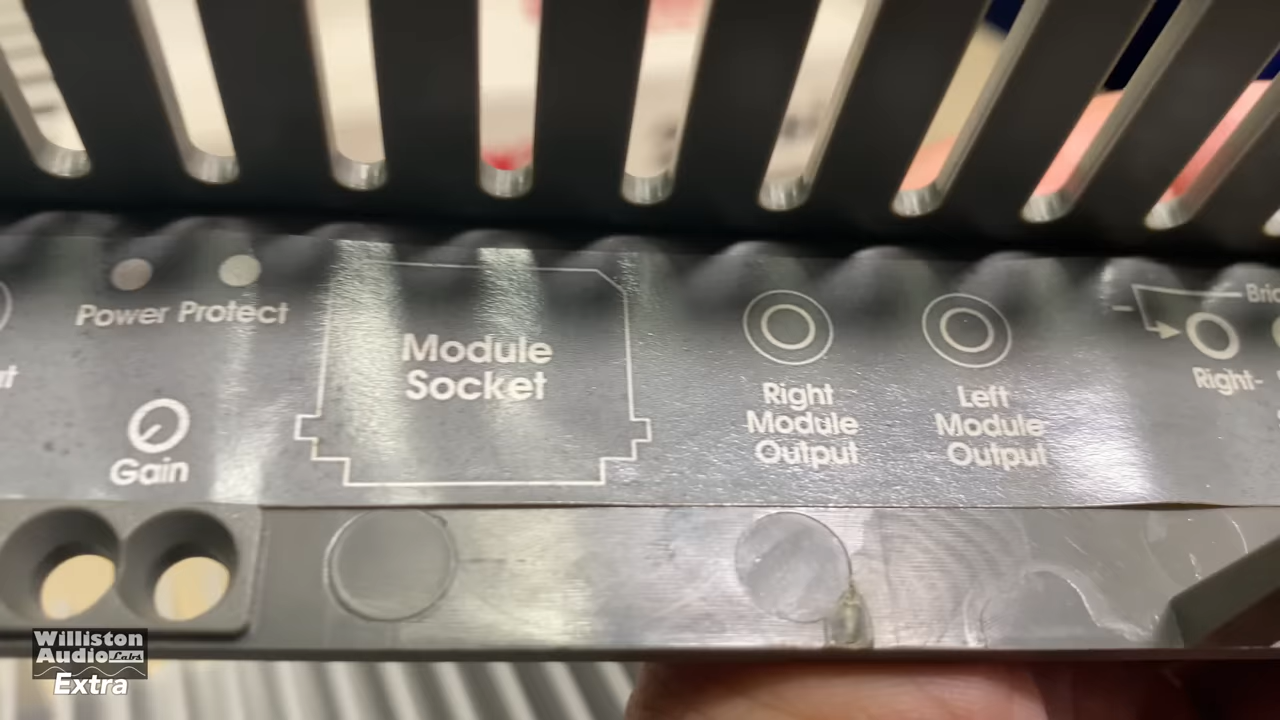 Power Protect
Gain
Module
Socket
Right
Module
Output
Left
Module
Output
Right-
Williston
Audio Labs
Extra